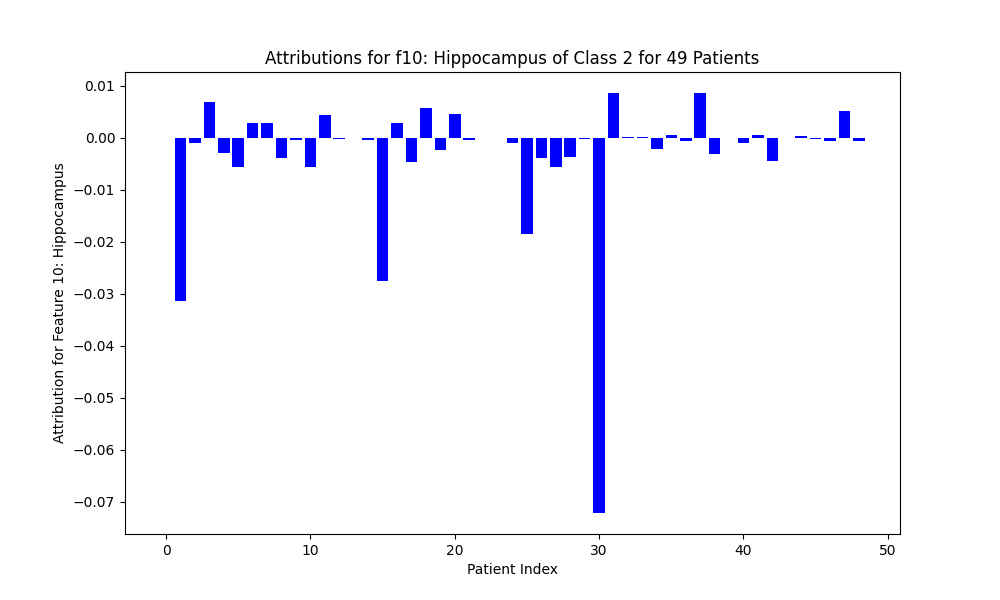 Attributions for f10: Hippocampus of Class 2 for 49 Patients
Attribution for Feature 10: Hippocampus
0.01
0.00
−0.01
−0.02
−0.03
−0.04
−0.05
−0.06
−0.07
0 10 20 30 40 50
Patient Index